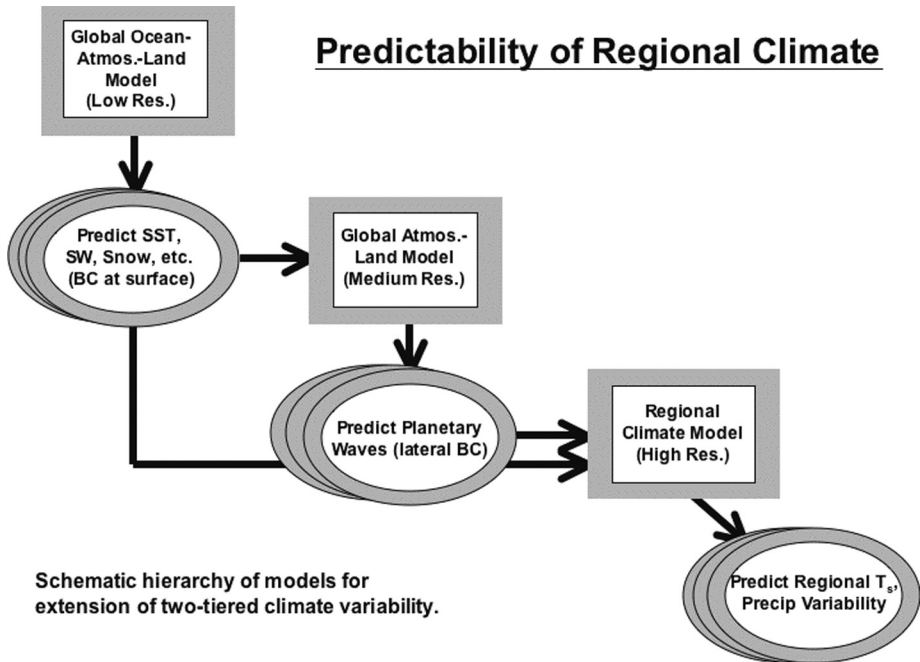 Global Ocean-
Atmos.-Land
Model
(Low Res.)
Predictability of Regional Climate
Predict SST,
SW, Snow, etc.
(BC at surface)
Global Atmos.-
Land Model
(Medium Res.)
Predict Planetary
Waves (lateral BC)
Regional
Climate Model
(High Res.)
Schematic hierarchy of models for
extension of two-tiered climate variability.
Predict Regional Ts,
Precip Variability